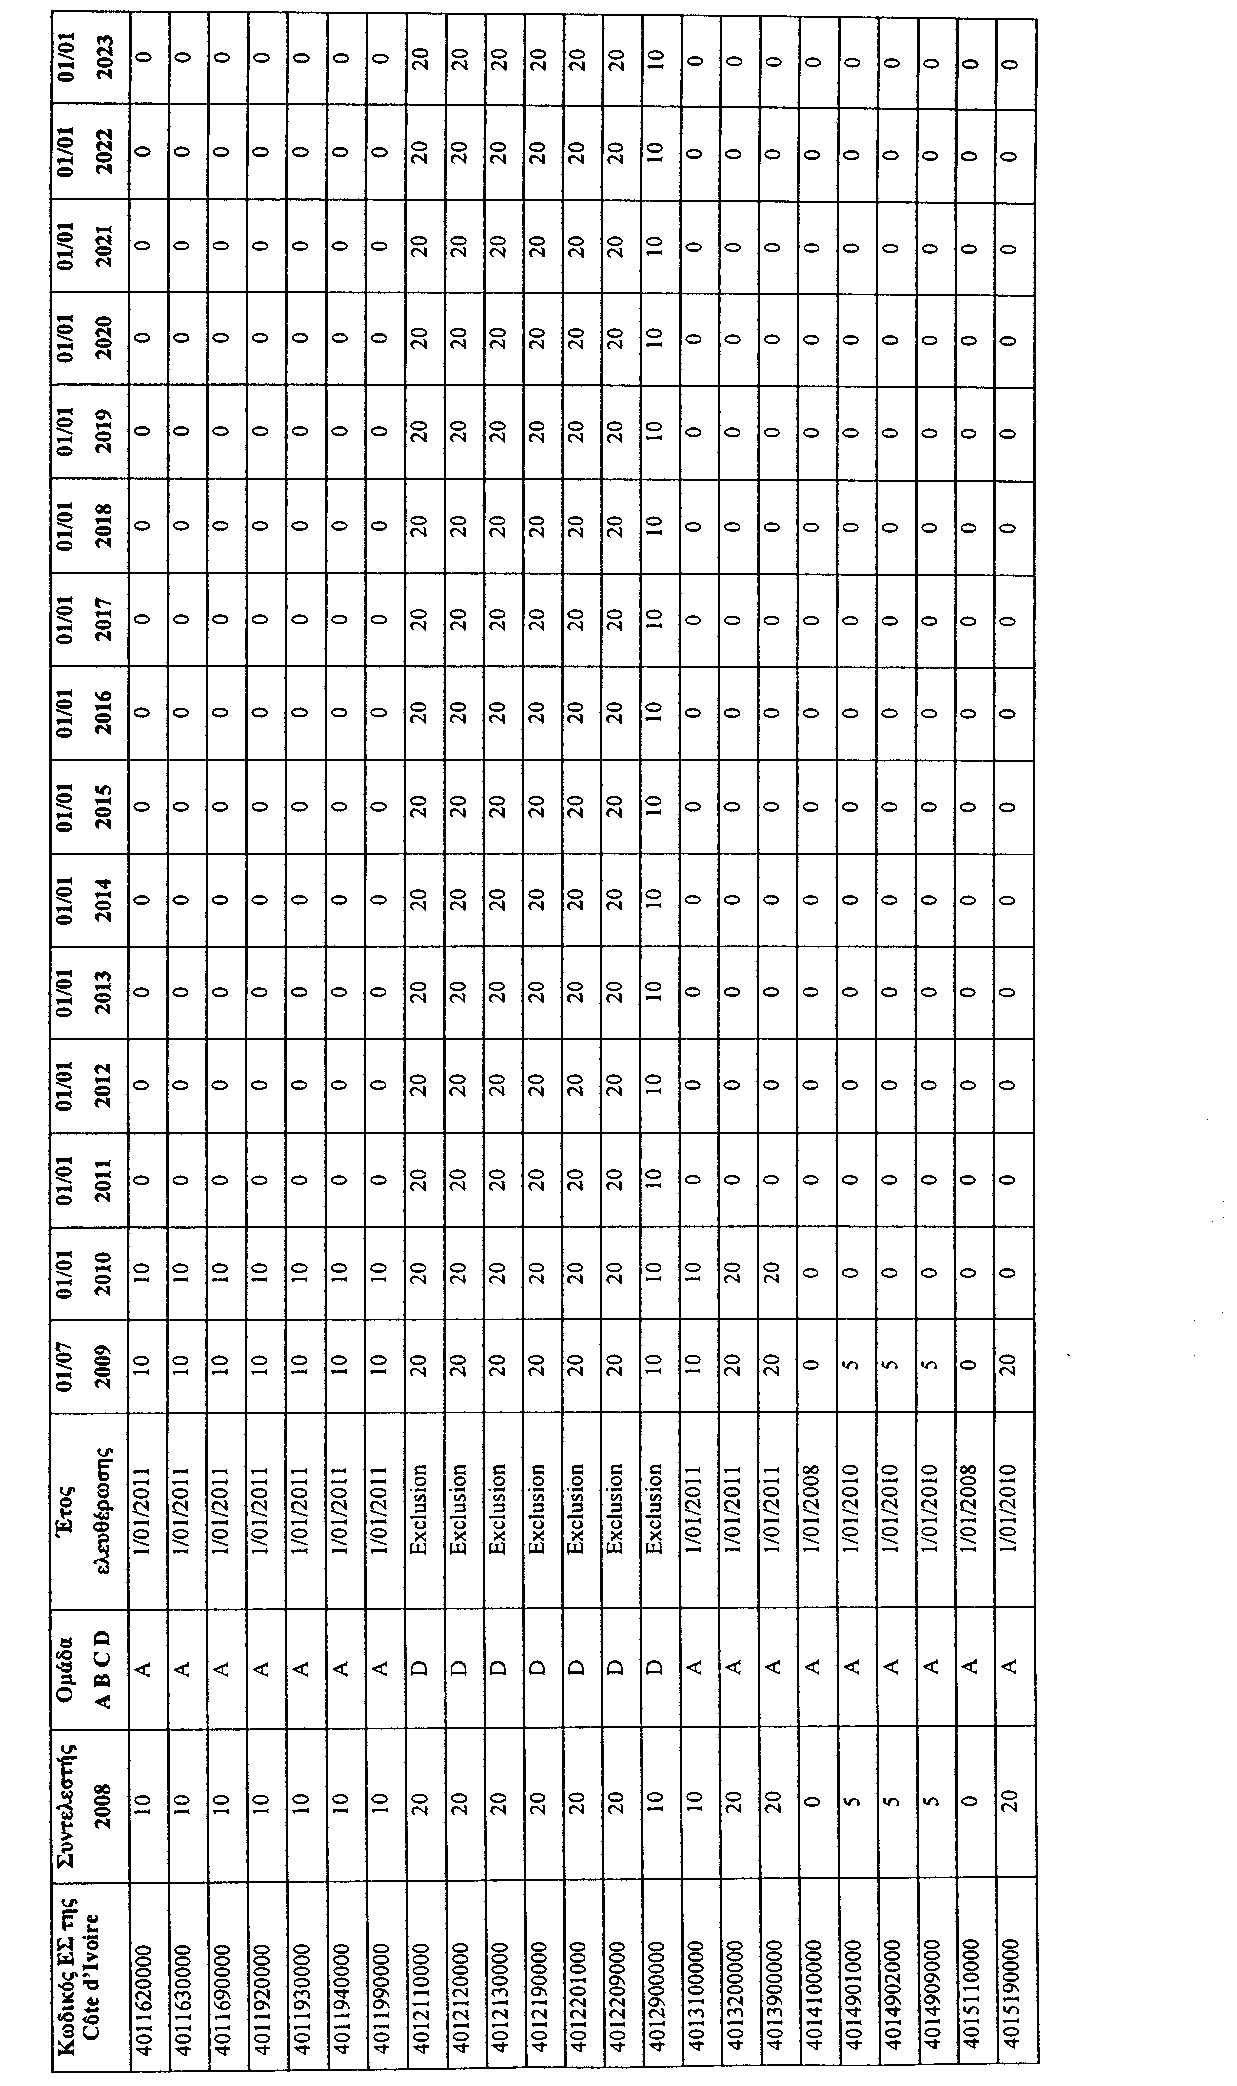 Κοδικός ΕΣ της Côte d'Ivoire Συντελεστής 2008 Ομάδα A B C D Έτος ελευθέρωσης 01/07 2009 01/01 2010 01/01 2011 01/01 2012 01/01 2013 01/01 2014 01/01 2015 01/01 2016 01/01 2017 01/01 2018 01/01 2019 01/01 2020 01/01 2021 01/01 2022 01/01 2023
4011620000 10 A 1/01/2011 10 10 0 0 0 0 0 0 0 0 0 0 0 0 0
4011630000 10 A 1/01/2011 10 10 0 0 0 0 0 0 0 0 0 0 0 0 0
4011690000 10 A 1/01/2011 10 10 0 0 0 0 0 0 0 0 0 0 0 0 0
4011920000 10 A 1/01/2011 10 10 0 0 0 0 0 0 0 0 0 0 0 0 0
4011930000 10 A 1/01/2011 10 10 0 0 0 0 0 0 0 0 0 0 0 0 0
4011940000 10 A 1/01/2011 10 10 0 0 0 0 0 0 0 0 0 0 0 0 0
4011990000 10 A 1/01/2011 10 10 0 0 0 0 0 0 0 0 0 0 0 0 0
4012110000 20 D Exclusion 20 20 20 20 20 20 20 20 20 20 20 20 20 20 20
4012120000 20 D Exclusion 20 20 20 20 20 20 20 20 20 20 20 20 20 20 20
4012130000 20 D Exclusion 20 20 20 20 20 20 20 20 20 20 20 20 20 20 20
4012190000 20 D Exclusion 20 20 20 20 20 20 20 20 20 20 20 20 20 20 20
4012201000 20 D Exclusion 20 20 20 20 20 20 20 20 20 20 20 20 20 20 20
4012209000 20 D Exclusion 20 20 20 20 20 20 20 20 20 20 20 20 20 20 20
4012900000 10 D Exclusion 10 10 10 10 10 10 10 10 10 10 10 10 10 10 10
4013100000 10 A 1/01/2011 10 10 0 0 0 0 0 0 0 0 0 0 0 0 0
4013200000 20 A 1/01/2011 20 20 0 0 0 0 0 0 0 0 0 0 0 0 0
4013900000 20 A 1/01/2011 20 20 0 0 0 0 0 0 0 0 0 0 0 0 0
4014100000 0 A 1/01/2008 0 0 0 0 0 0 0 0 0 0 0 0 0 0 0
4014901000 5 A 1/01/2010 5 0 0 0 0 0 0 0 0 0 0 0 0 0 0
4014902000 5 A 1/01/2010 5 0 0 0 0 0 0 0 0 0 0 0 0 0 0
4014909000 5 A 1/01/2010 5 0 0 0 0 0 0 0 0 0 0 0 0 0 0
4015110000 0 A 1/01/2008 0 0 0 0 0 0 0 0 0 0 0 0 0 0 0
4015190000 20 A 1/01/2010 20 0 0 0 0 0 0 0 0 0 0 0 0 0 0